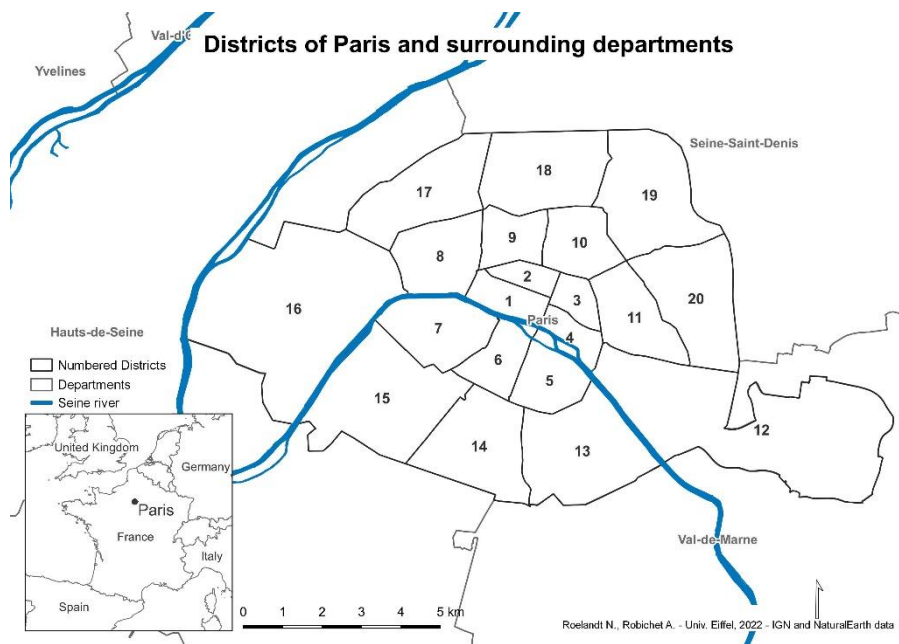 Districts of Paris and surrounding departments
Val-d'
Yvelines
Seine-Saint-Denis
18
17
19
9
10
8
2
20
16
1
3
11
Paris
Hauts-de-Seine
7
4
6
5
15
12
14
13
Numbered Districts
Departments
Seine river
United Kingdom
Germany
Paris
France
Italy
Spain
Val-de-Marne
0 1 2 3 4 5 km
Roelandt N., Robichet A. - Univ. Eiffel, 2022 - IGN and NaturalEarth data